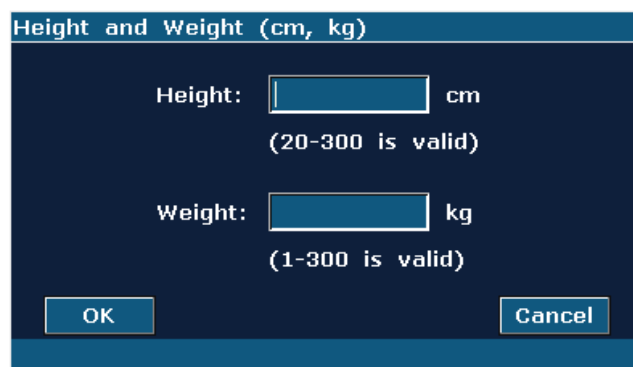 Height and Weight (cm, kg)
Height: cm
(20-300 is valid)
Weight: kg
(1-300 is valid)
OK Cancel